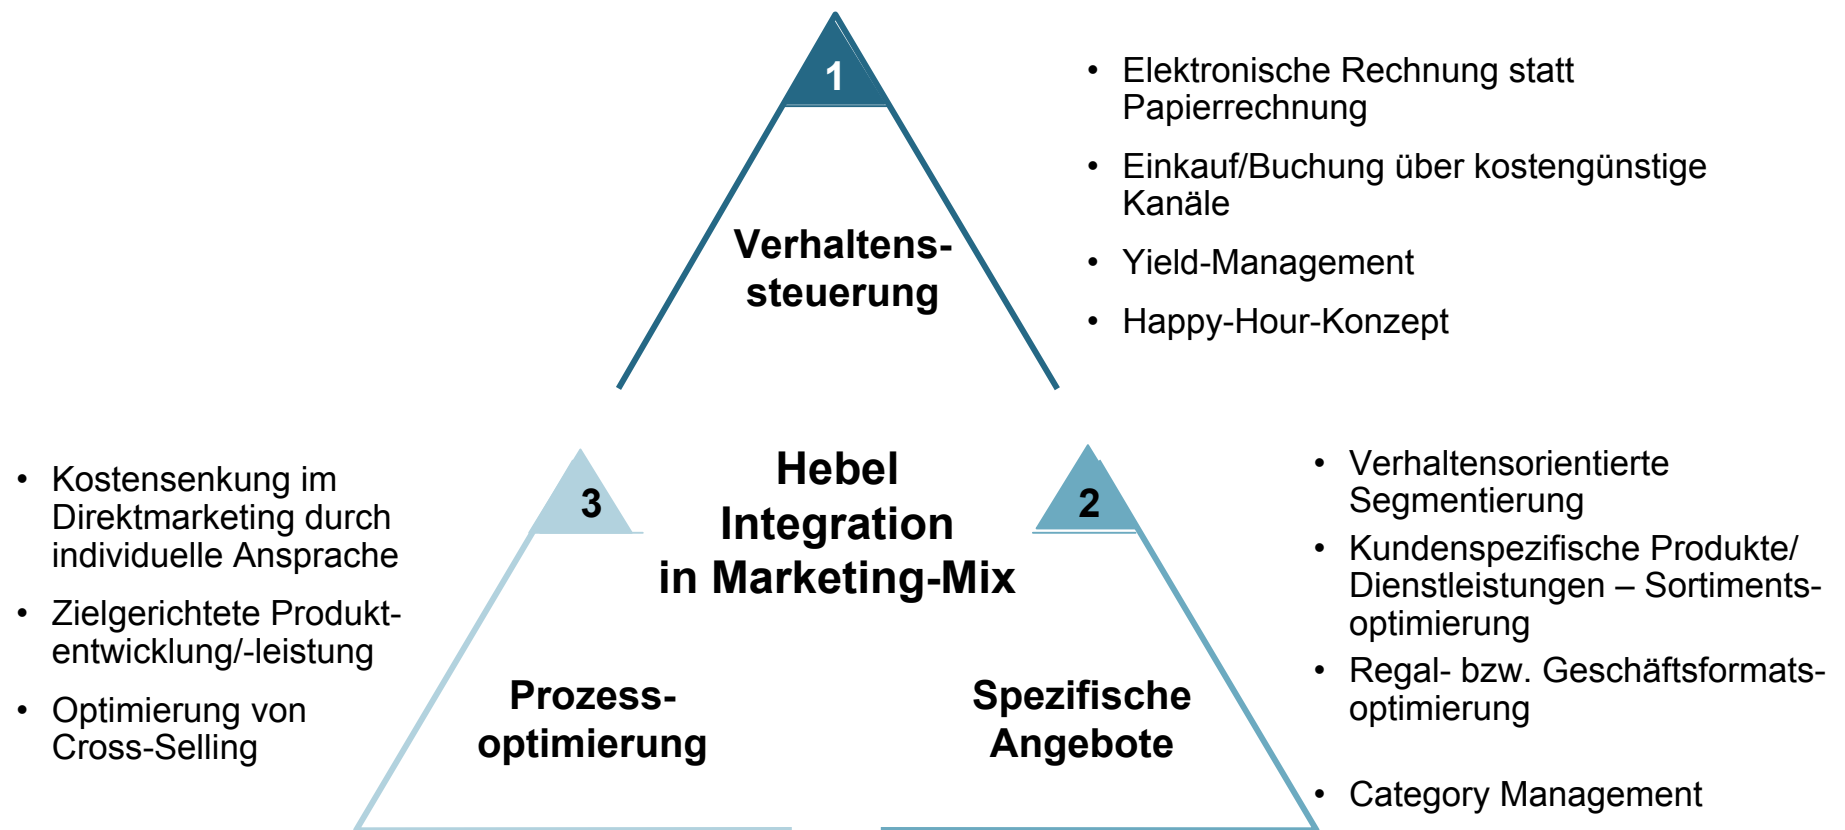 1
Verhaltens-
steuerung
• Elektronische Rechnung statt
Papierrechnung
• Einkauf/Buchung über kostengünstige
Kanäle
• Yield-Management
• Happy-Hour-Konzept
Hebel
Integration
in Marketing-Mix
2
Spezifische
Angebote
• Verhaltensorientierte
Segmentierung
• Kundenspezifische Produkte/
Dienstleistungen – Sortiments-
optimierung
• Regal- bzw. Geschäftsformats-
optimierung
• Category Management
3
Prozess-
optimierung
• Kostensenkung im
Direktmarketing durch
individuelle Ansprache
• Zielgerichtete Produkt-
entwicklung/-leistung
• Optimierung von
Cross-Selling